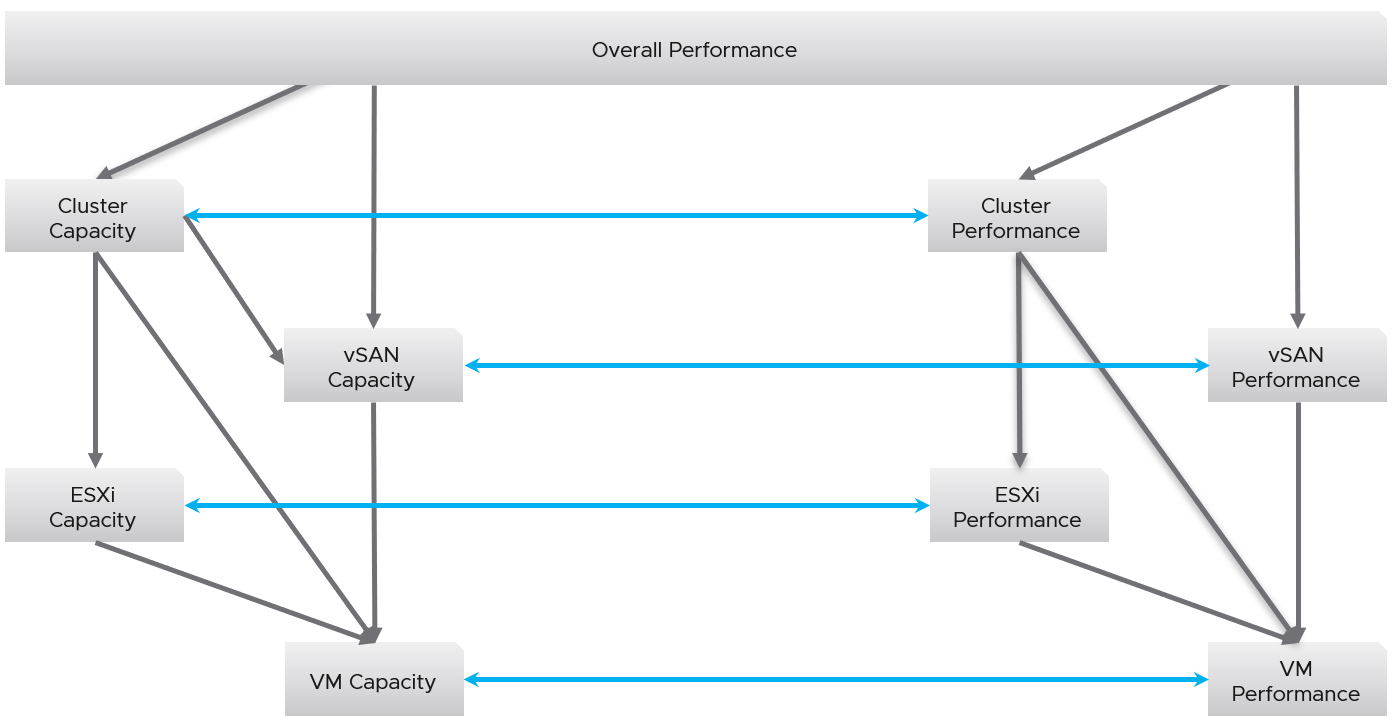 Overall Performance
Cluster
Capacity
Cluster
Performance
vSAN
Capacity
vSAN
Performance
ESXi
Capacity
ESXi
Performance
VM Capacity
VM
Performance